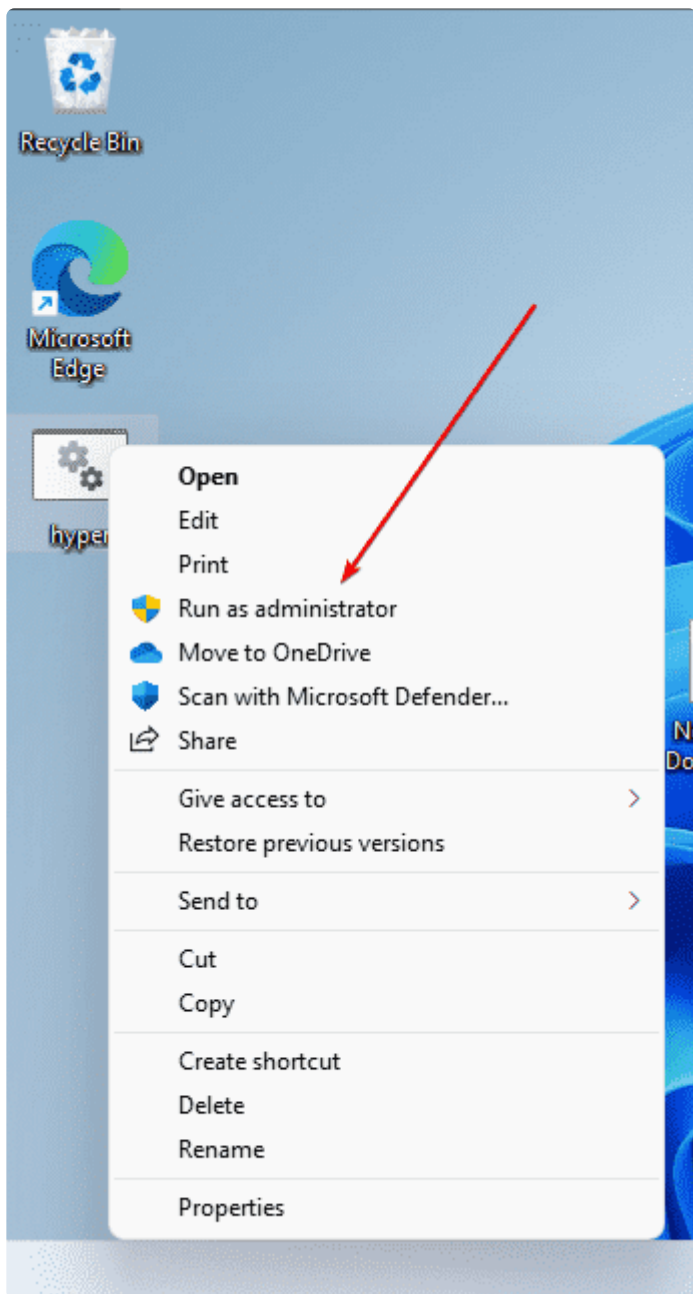 Recycle Bin
Microsoft
Edge
hyper
Open
Edit
Print
Run as administrator
Move to OneDrive
Scan with Microsoft Defender...
Share
Give access to
Restore previous versions
Send to
Cut
Copy
Create shortcut
Delete
Rename
Properties